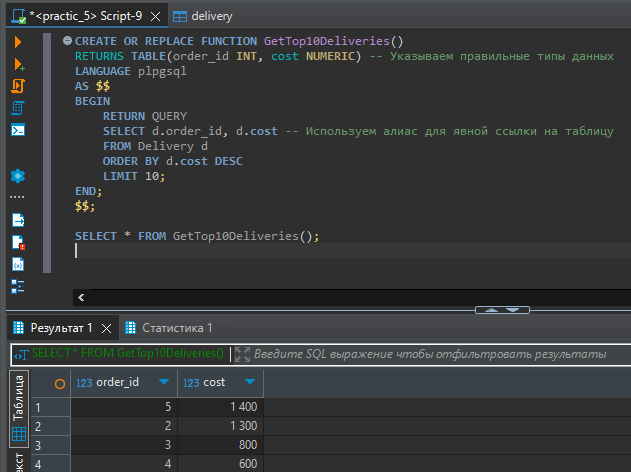 *<practic_5> Script-9
delivery
CREATE OR REPLACE FUNCTION GetTop10Deliveries()
RETURNS TABLE(order_id INT, cost NUMERIC) -- Указываем правильные типы данных
LANGUAGE plpgsql
AS $$
BEGIN
    RETURN QUERY
    SELECT d.order_id, d.cost -- Используем алиас для явной ссылки на таблицу
    FROM Delivery d
    ORDER BY d.cost DESC
    LIMIT 10;
END;
$$;
SELECT * FROM GetTop10Deliveries();
Результат 1
Статистика 1
SELECT * FROM GetTop10Deliveries()
Введите SQL выражение чтобы отфильтровать результаты
Таблица
123 order_id 123 cost
1 5 1 400
2 2 1 300
3 3 800
4 4 600